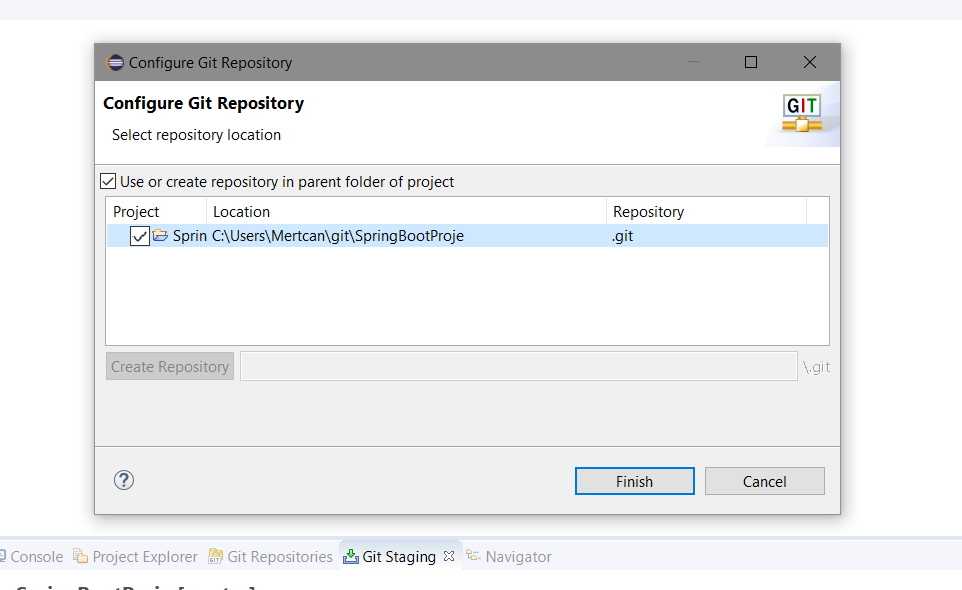 Configure Git Repository
Configure Git Repository
GIT
Select repository location
Use or create repository in parent folder of project
Project Location Repository
Sprin C:\Users\Mertcan\git\SpringBootProje .git
Create Repository \.git
? Finish Cancel
Console Project Explorer Git Repositories Git Staging Navigator